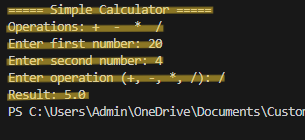 ===== Simple Calculator =====
Operations: +  -  *  /
Enter first number: 20
Enter second number: 4
Enter operation (+, -, *, /): /
Result: 5.0
PS C:\Users\Admin\OneDrive\Documents\Custom